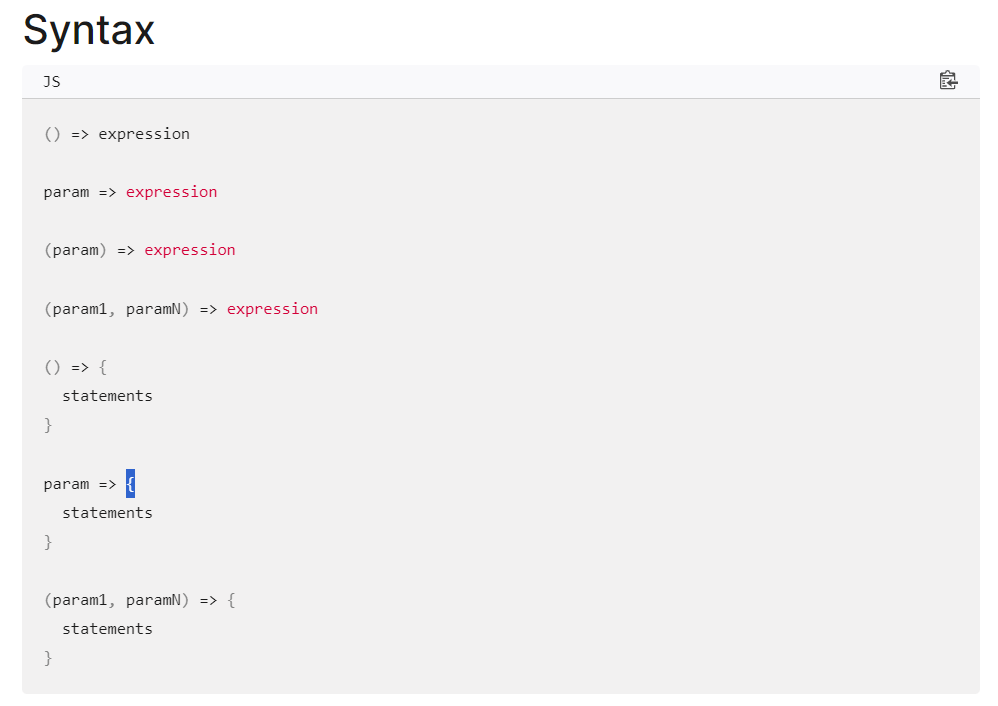 Syntax
JS
() => expression
param => expression
(param) => expression
(param1, paramN) => expression
() => {
  statements
}
param => {
  statements
}
(param1, paramN) => {
  statements
}